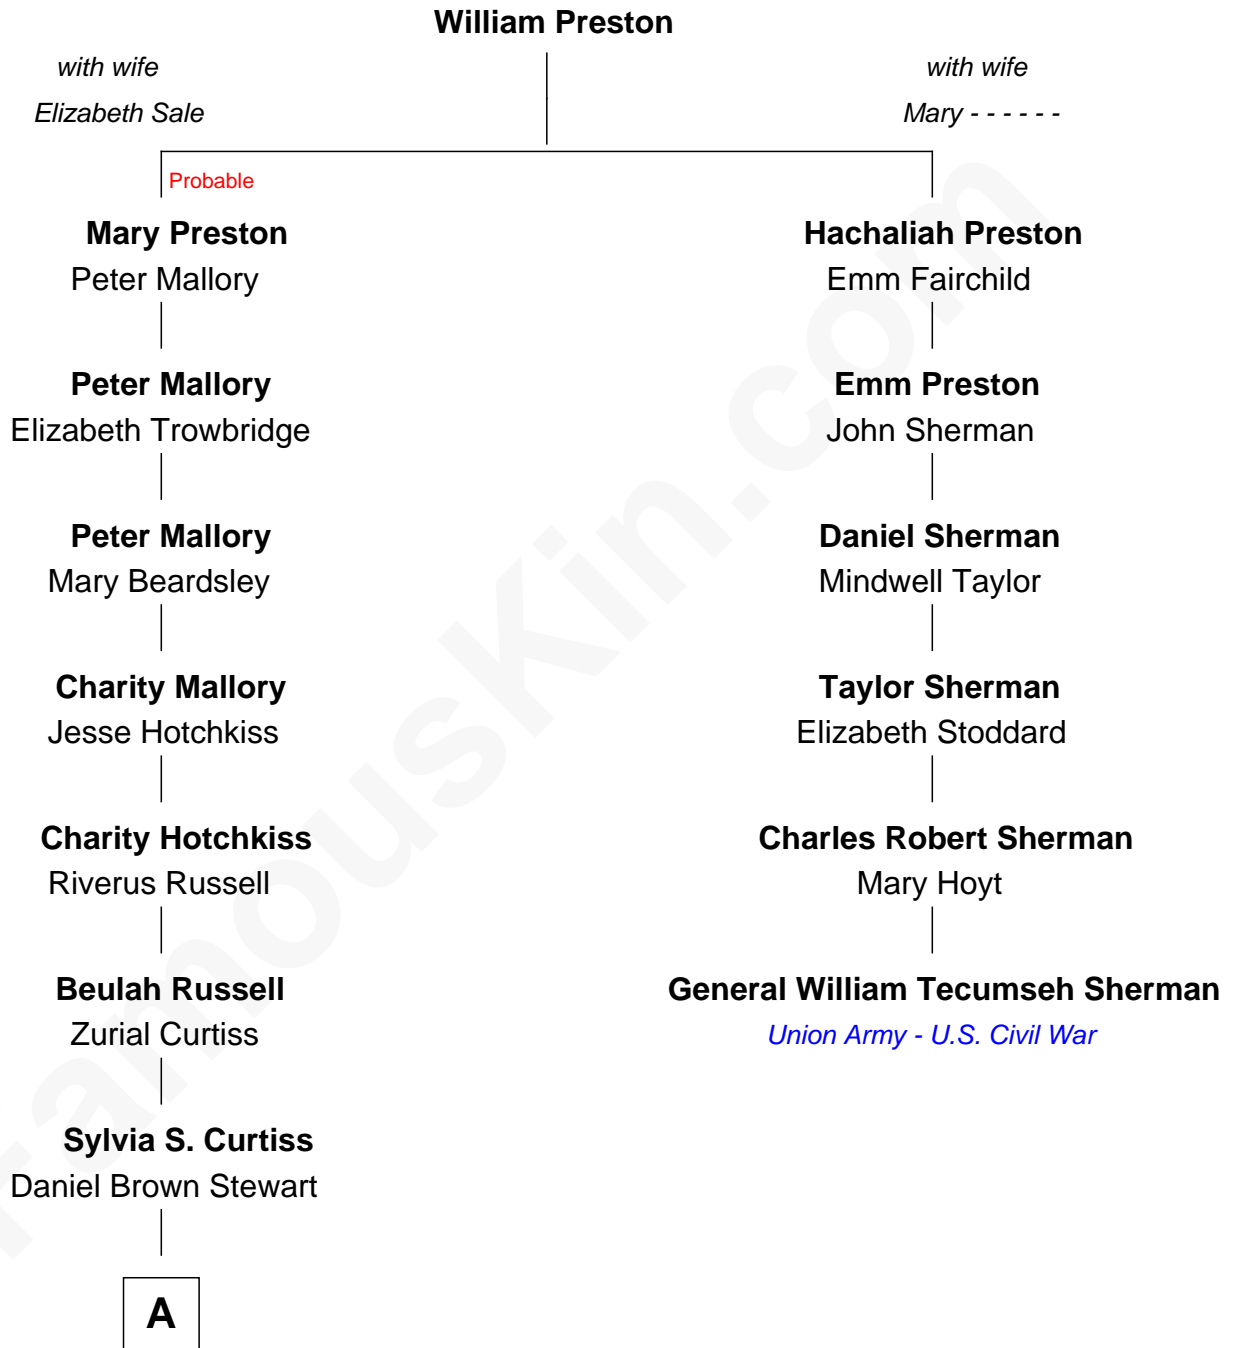 William Preston
with wife
Elizabeth Sale
with wife
Mary - - - - - -
Probable
Mary Preston
Peter Mallory
Hachaliah Preston
Emm Fairchild
Peter Mallory
Elizabeth Trowbridge
Emm Preston
John Sherman
Peter Mallory
Mary Beardsley
Daniel Sherman
Mindwell Taylor
Charity Mallory
Jesse Hotchkiss
Taylor Sherman
Elizabeth Stoddard
Charity Hotchkiss
Riverus Russell
Charles Robert Sherman
Mary Hoyt
Beulah Russell
Zurial Curtiss
General William Tecumseh Sherman
Union Army - U.S. Civil War
Sylvia S. Curtiss
Daniel Brown Stewart
A
FamousKin.com